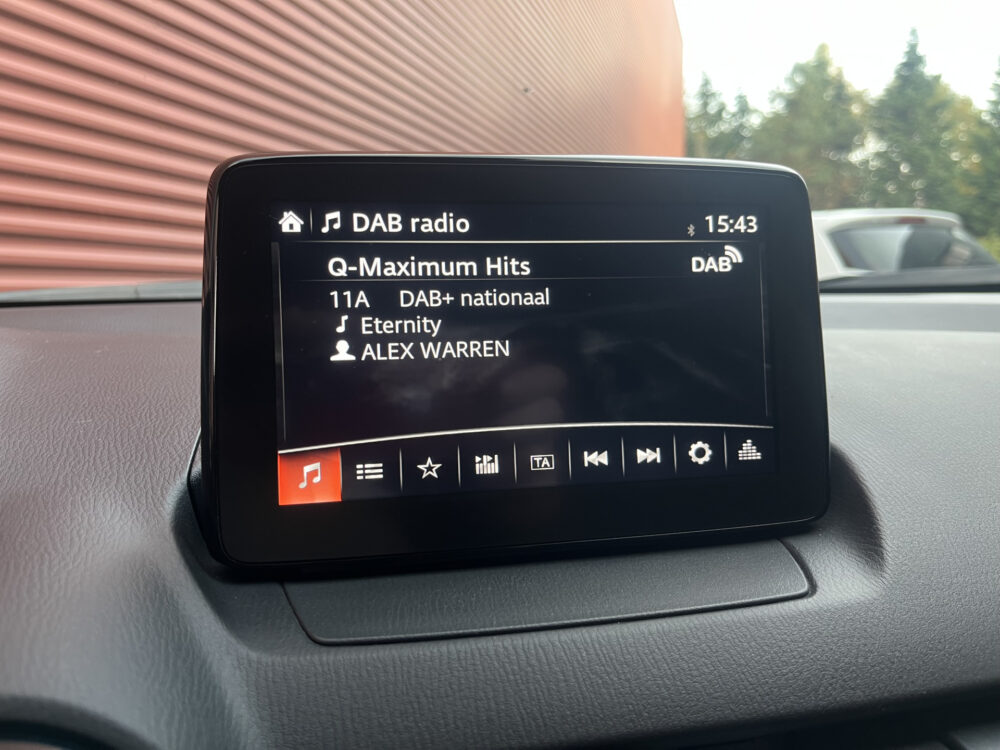 DAB radio 15:43
Q-Maximum Hits DAB
11A DAB+ nationaal
Eternity
ALEX WARREN
TA